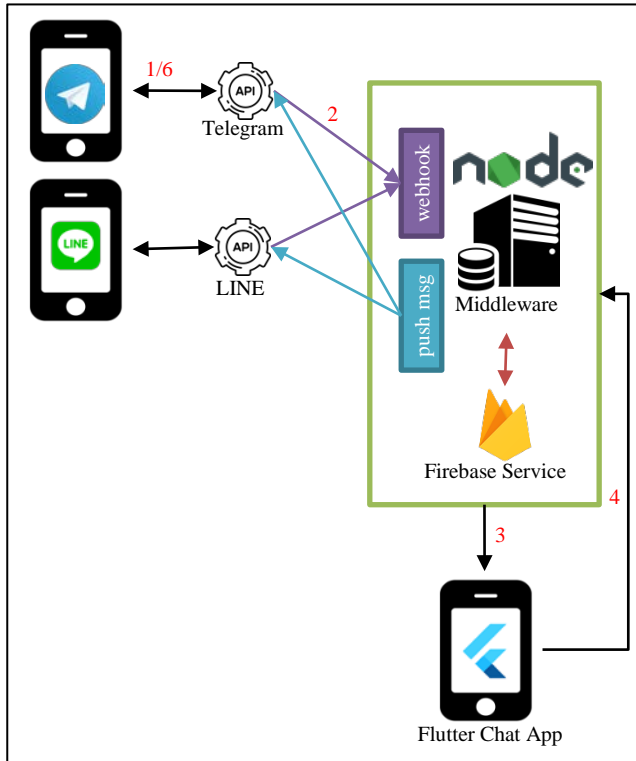 1/6
API
Telegram
2
webhook
node
LINE
API
LINE
push msg
Middleware
Firebase Service
4
3
Flutter Chat App